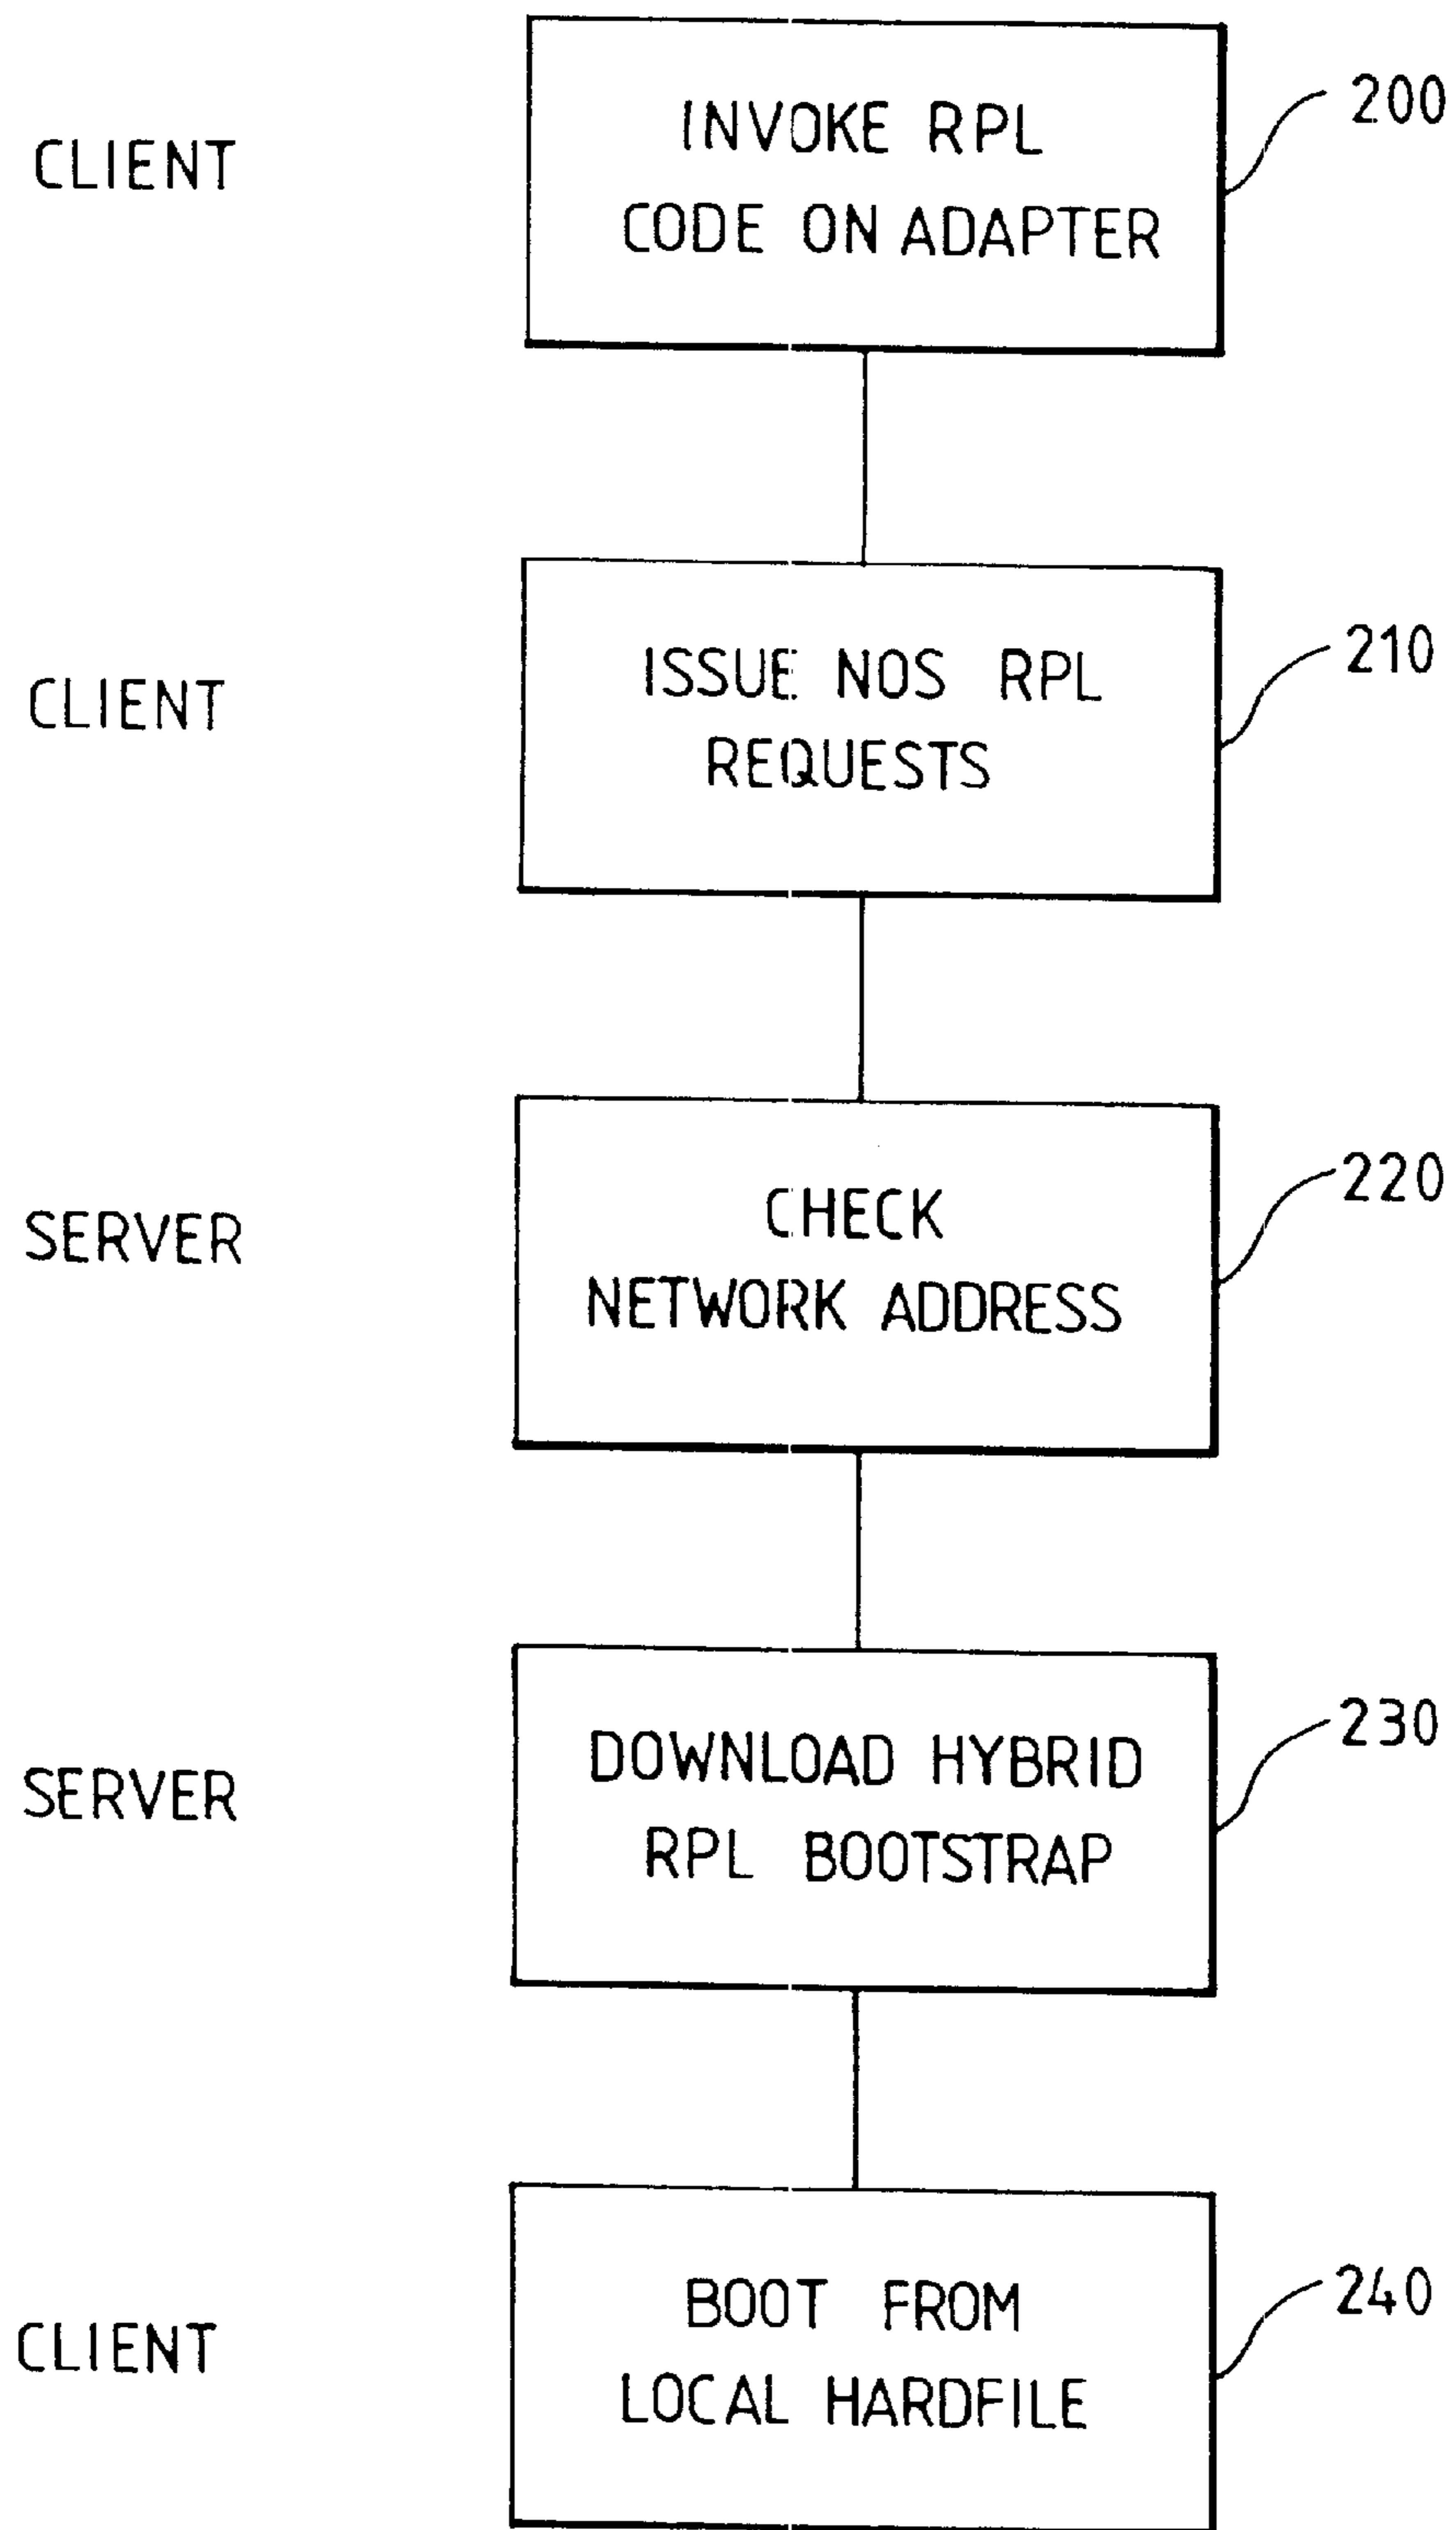 CLIENT
INVOKE RPL
CODE ON ADAPTER
200
CLIENT
ISSUE NOS RPL
REQUESTS
210
SERVER
CHECK
NETWORK ADDRESS
220
SERVER
DOWNLOAD HYBRID
RPL BOOTSTRAP
230
CLIENT
BOOT FROM
LOCAL HARDFILE
240